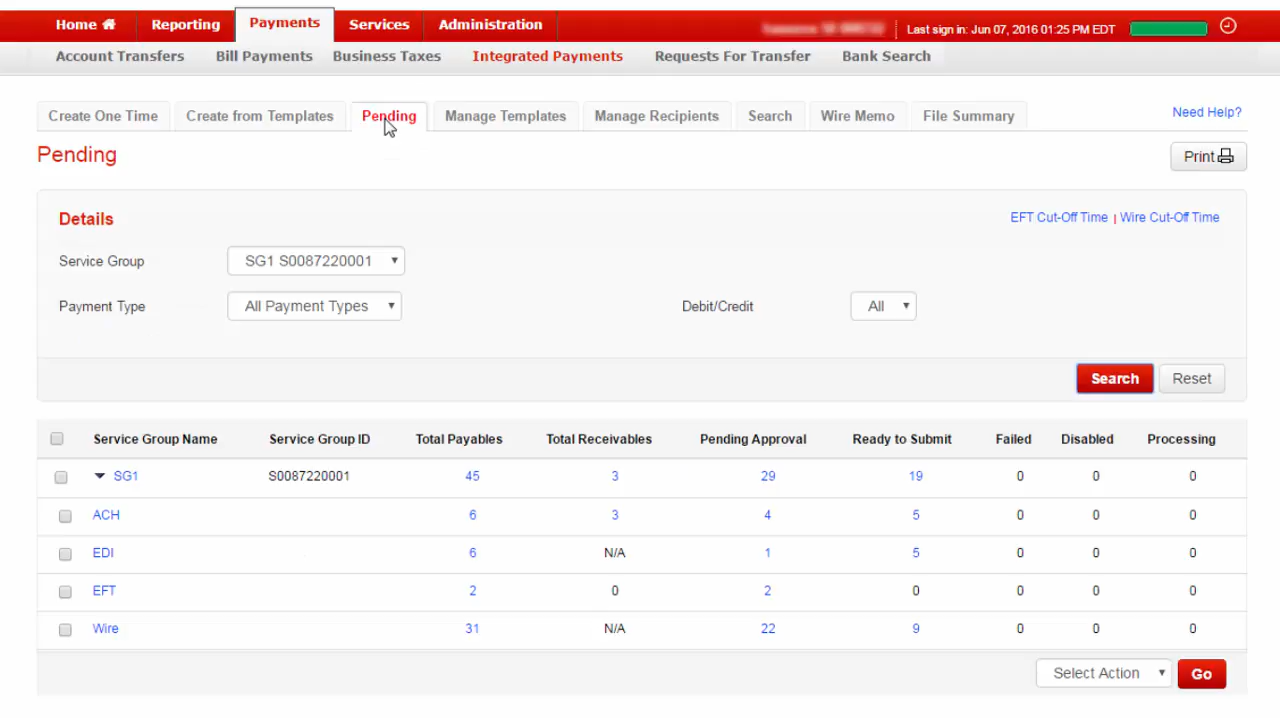 Home Reporting Payments Services Administration Last sign in: Jun 07, 2016 01:25 PM EDT
Account Transfers Bill Payments Business Taxes Integrated Payments Requests For Transfer Bank Search
Create One Time Create from Templates Pending Manage Templates Manage Recipients Search Wire Memo File Summary Need Help?
Pending Print
Details EFT Cut-Off Time | Wire Cut-Off Time
Service Group SG1 S0087220001
Payment Type All Payment Types Debit/Credit All
Search Reset
Service Group Name Service Group ID Total Payables Total Receivables Pending Approval Ready to Submit Failed Disabled Processing
SG1 S0087220001 45 3 29 19 0 0 0
ACH 6 3 4 5 0 0 0
EDI 6 N/A 1 5 0 0 0
EFT 2 0 2 0 0 0 0
Wire 31 N/A 22 9 0 0 0
Select Action Go